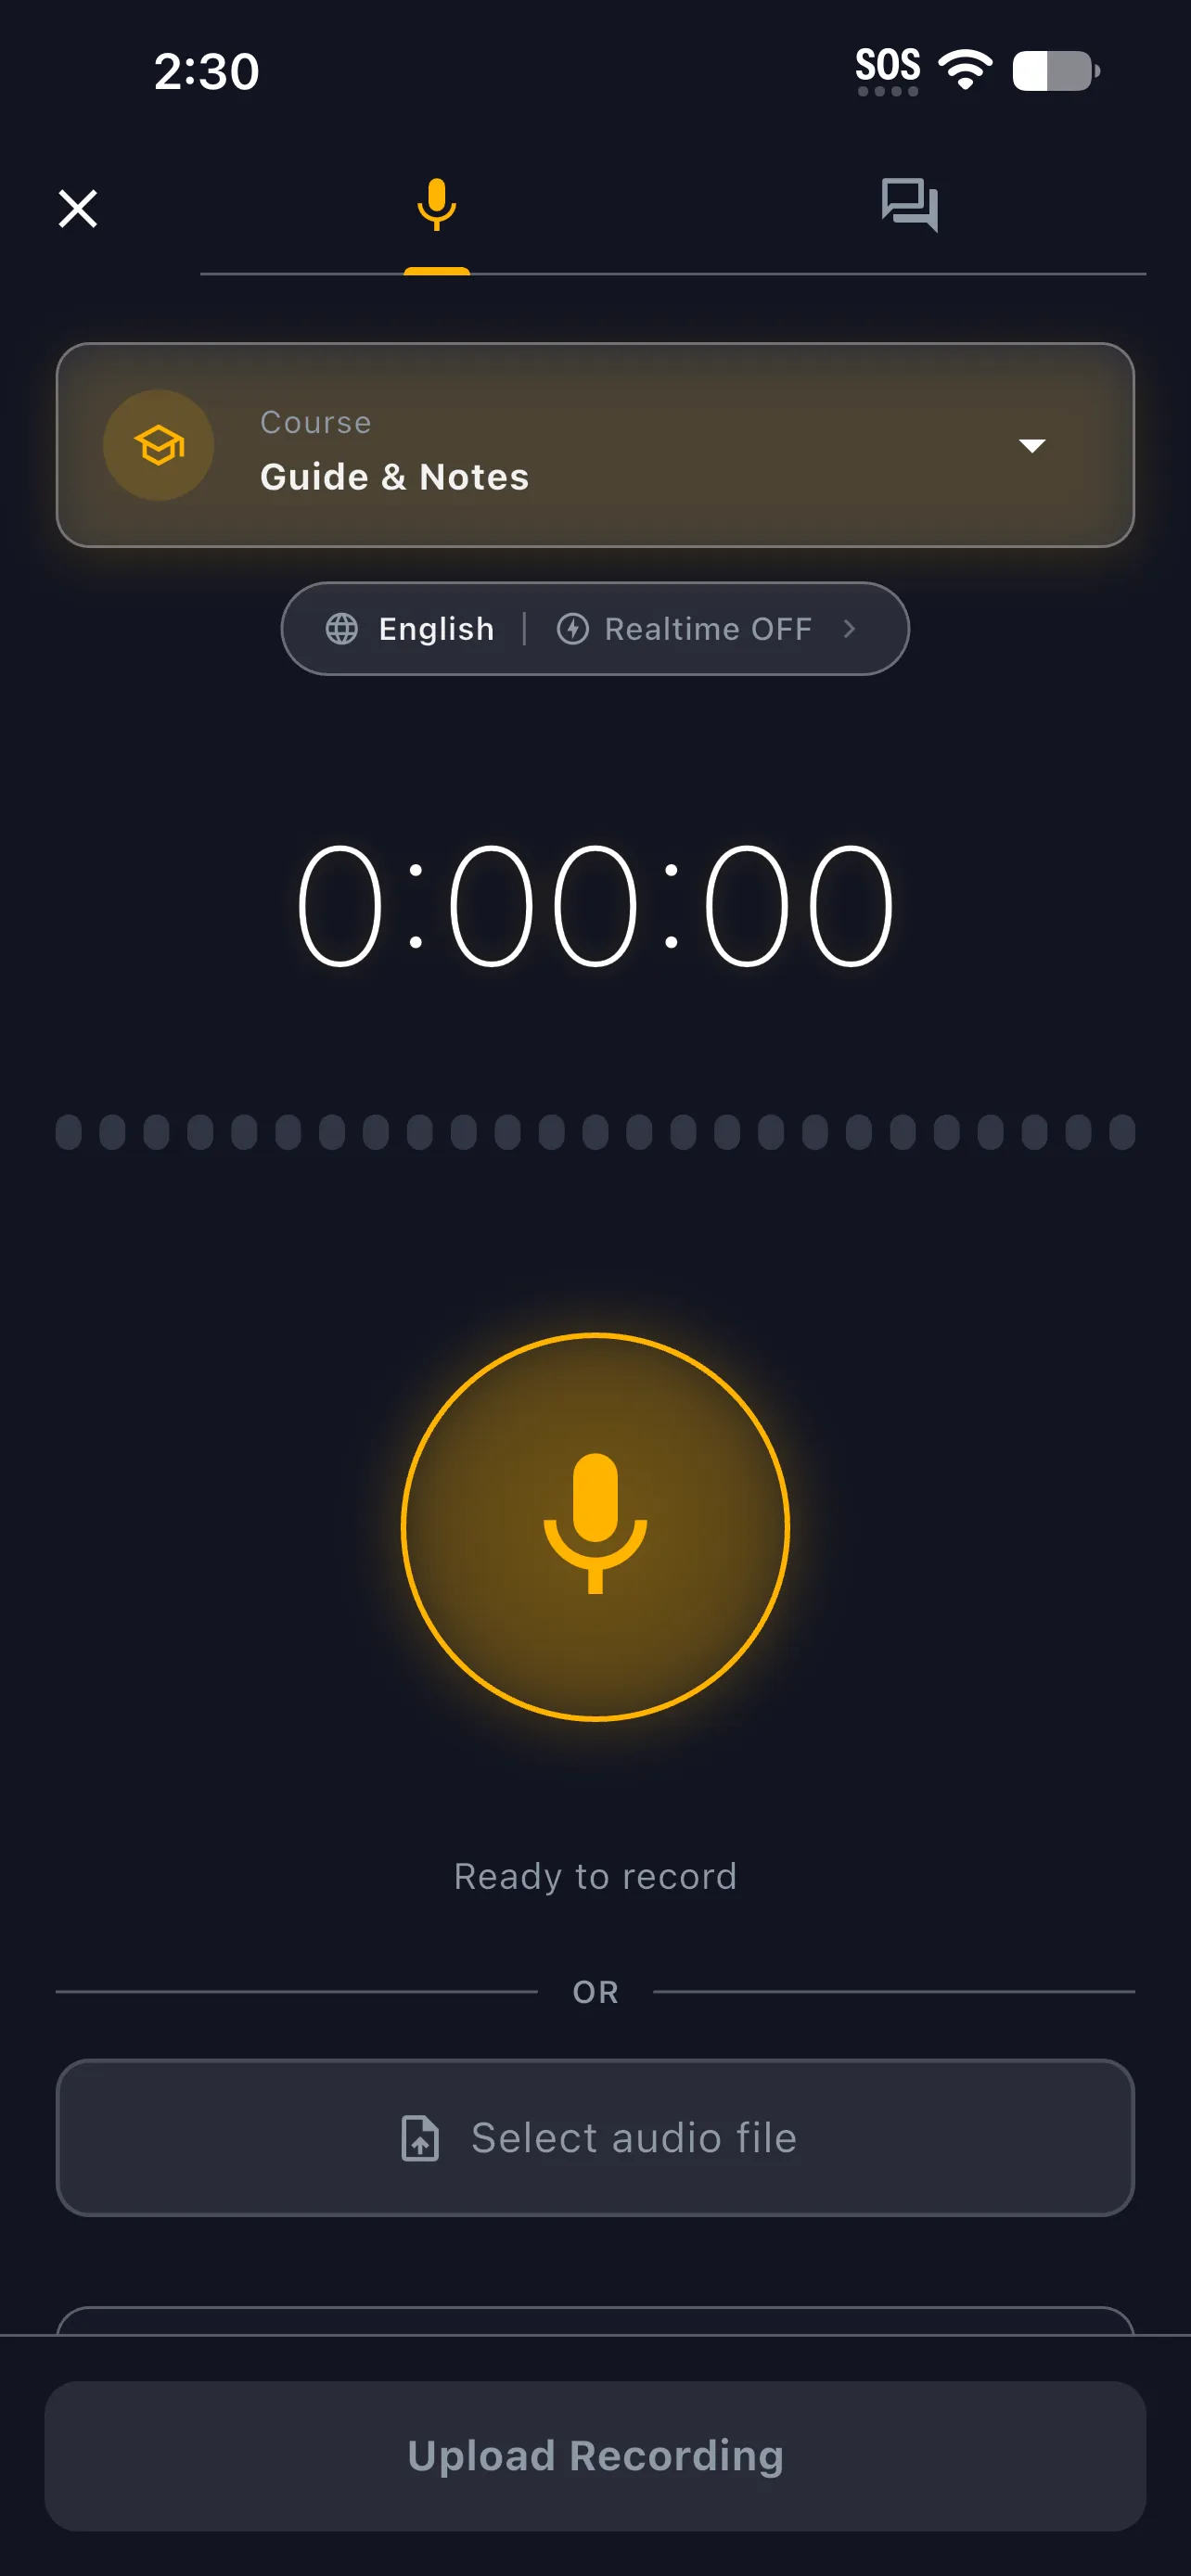 2:30 SOS
Course
Guide & Notes
English | Realtime OFF
0:00:00
Ready to record
OR
Select audio file
Upload Recording